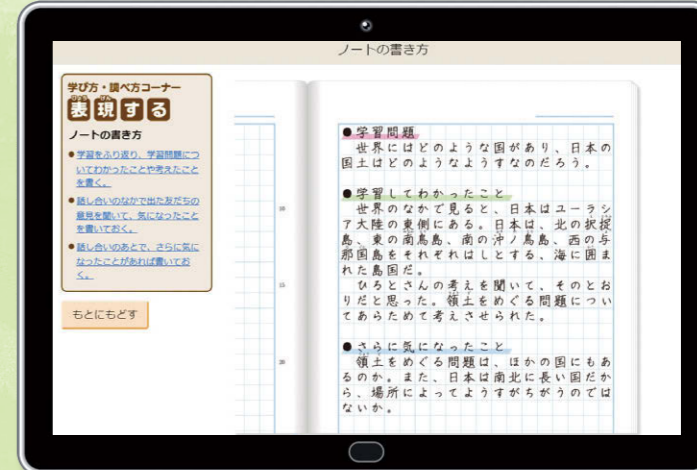 ノートの書き方
学び方・調べ方コーナー
表現する
ノートの書き方
●学習をふり返り、学習問題につ
いてわかったことや考えたこと
を書く。
●話し合いのなかで出た友だちの
意見を聞いて、気になったこと
を書いておく。
●話し合いのあとで、さらに気に
なったことがあれば書いてお
く。
もとにもどす
●学習問題
世界にはどのような国があり、日本の
国土はどのようなようすなのだろう。
●学習してわかったこと
世界のなかで見ると、日本はユーラシ
ア大陸の東側にある。日本は、北の択捉
島、東の南鳥島、南の沖ノ鳥島、西の与
那国島をそれぞれはしとする、海に囲ま
れた島国だ。
ひろとさんの考えを聞いて、そのとお
りだと思った。領土をめぐる問題につい
てあらためて考えさせられた。
●さらに気になったこと
領土をめぐる問題は、ほかの国にもあ
るのか。また、日本は南北に長い国だか
ら、場所によってようすがちがうのでは
ないか。